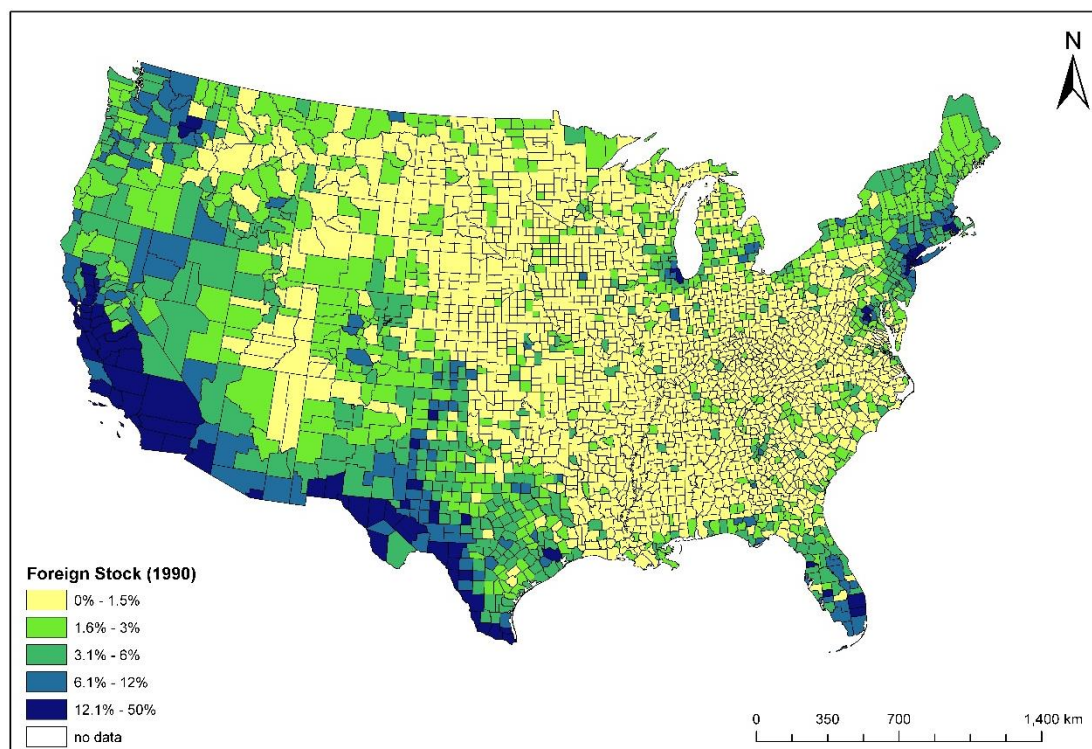 N
Foreign Stock (1990)
0% - 1.5%
1.6% - 3%
3.1% - 6%
6.1% - 12%
12.1% - 50%
no data
0 350 700 1,400 km